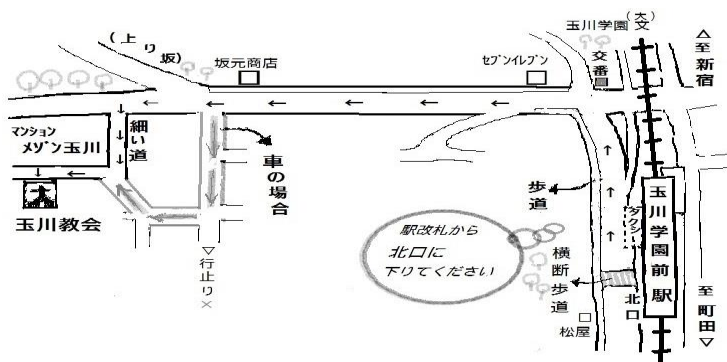 (上り坂)
坂元商店
セブンイレブン
玉川学園(大)
文
交番
△至新宿
マンション
メゾン玉川
細い道
車の場合
玉川教会
▽行止り×
駅改札から
北口に
下りてください
歩道
横断歩道
松屋
タクシー
北口
玉川学園前駅
至町田▽